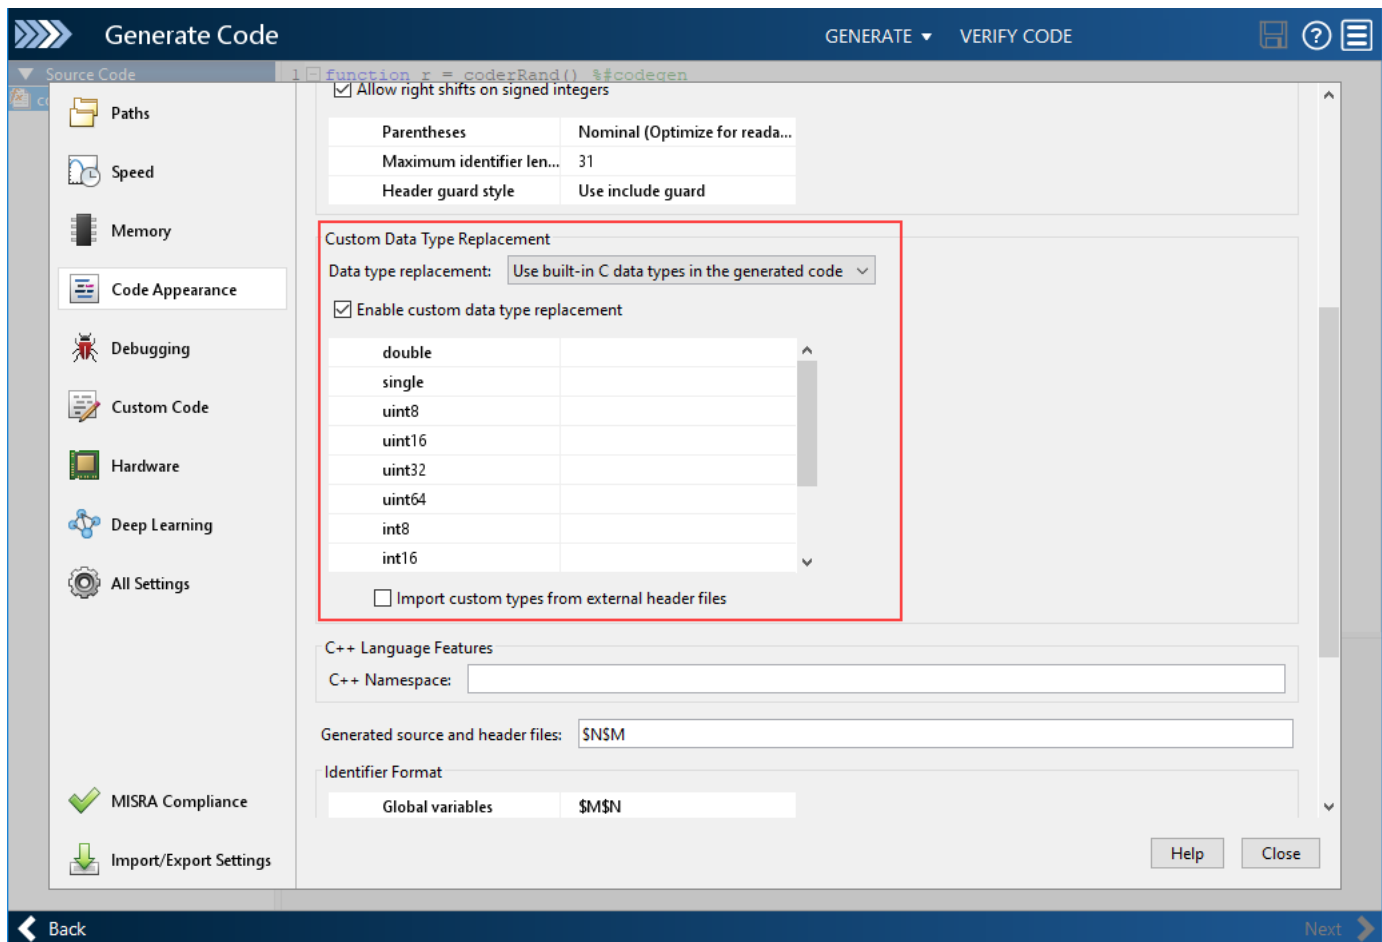 Generate Code
GENERATE
VERIFY CODE
Source Code
1 function r = coderRand() %#codegen
co
Paths
Speed
Memory
Code Appearance
Debugging
Custom Code
Hardware
Deep Learning
All Settings
MISRA Compliance
Import/Export Settings
Allow right shifts on signed integers
Parentheses Nominal (Optimize for reada...
Maximum identifier len... 31
Header guard style Use include guard
Custom Data Type Replacement
Data type replacement: Use built-in C data types in the generated code
Enable custom data type replacement
double
single
uint8
uint16
uint32
uint64
int8
int16
Import custom types from external header files
C++ Language Features
C++ Namespace:
Generated source and header files: $N$M
Identifier Format
Global variables $M$N
Help
Close
Back
Next